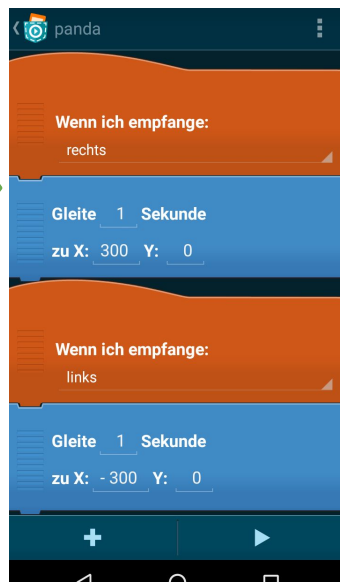 panda
Wenn ich empfange:
rechts
Gleite 1 Sekunde
zu X: 300 Y: 0
Wenn ich empfange:
links
Gleite 1 Sekunde
zu X: - 300 Y: 0